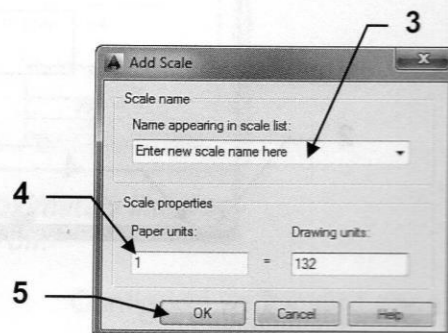 3
Add Scale
Scale name
Name appearing in scale list:
Enter new scale name here
4
Scale properties
Paper units: Drawing units:
1 = 132
5
OK Cancel Help